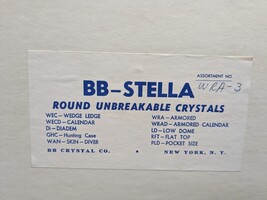 ASSORTMENT NO.
WRA-3
BB-STELLA
ROUND UNBREAKABLE CRYSTALS
WEC-WEDGE LEDGE WRA-ARMORED
WECD-CALENDAR WRAD-ARMORED CALENDAR
DI-DIADEM LD-LOW DOME
GHC-Hunting Case RFT-FLAT TOP
WAN-SKIN-DIVER PLD-POCKET SIZE
BB CRYSTAL CO. • NEW YORK, N. Y.